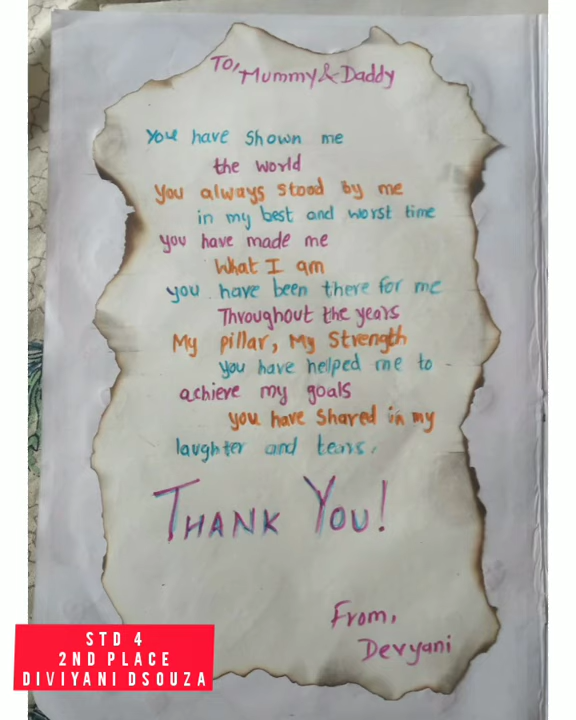 To, Mummy & Daddy
You have shown me
the world
You always stood by me
in my best and worst time
you have made me
What I am
you have been there for me
Throughout the years
My pillar, My Strength
you have helped me to
achieve my goals
you have shared in my
laughter and tears.
THANK YOU!
From,
Devyani
STD 4
2ND PLACE
DIVIYANI DSOUZA